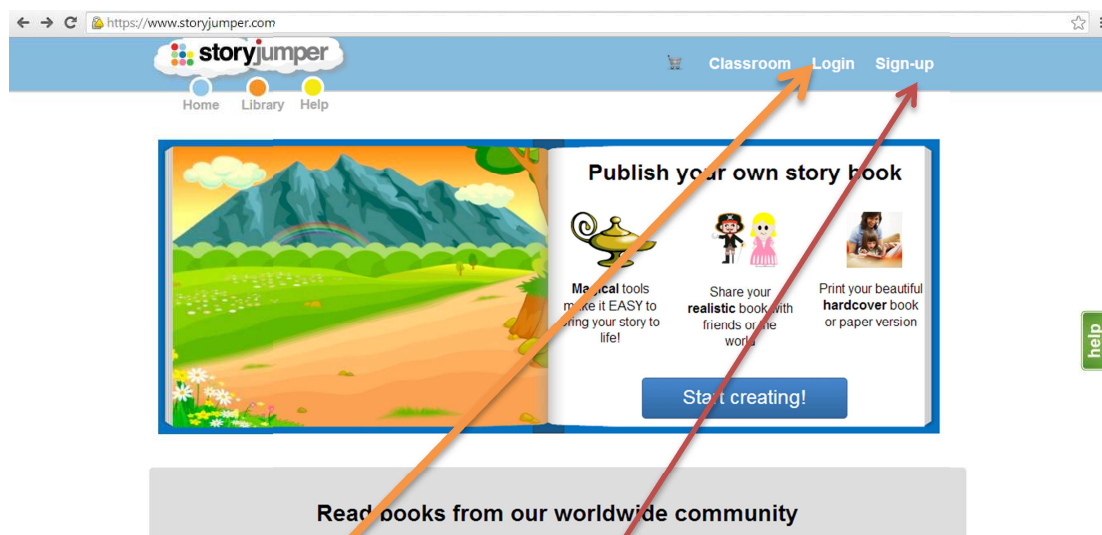 https://www.storyjumper.com
storyjumper
Classroom Login Sign-up
Home Library Help
Publish your own story book
Magical tools
make it EASY to
bring your story to
life!
Share your
realistic book with
friends or the
world
Print your beautiful
hardcover book
or paper version
help
Start creating!
Read books from our worldwide community